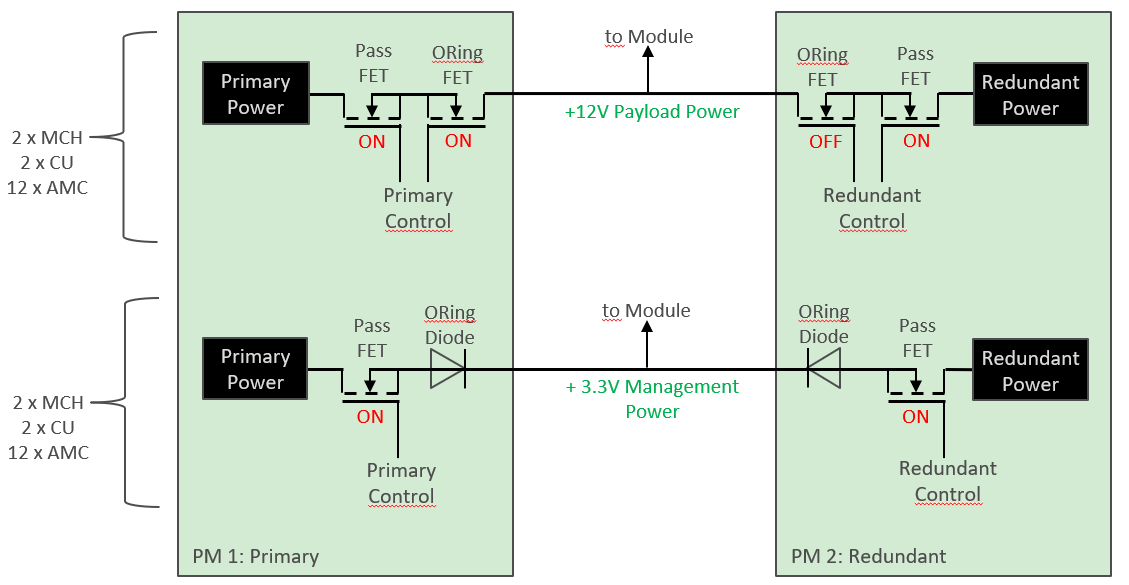 2 x MCH
2 x CU
12 x AMC
Primary
Power
Pass
FET
ORing
FET
ON
ON
Primary
Control
to Module
+12V Payload Power
ORing
FET
Pass
FET
OFF
ON
Redundant
Control
Redundant
Power
2 x MCH
2 x CU
12 x AMC
Primary
Power
Pass
FET
ORing
Diode
ON
Primary
Control
to Module
+ 3.3V Management
Power
ORing
Diode
Pass
FET
ON
Redundant
Control
Redundant
Power
PM 1: Primary
PM 2: Redundant